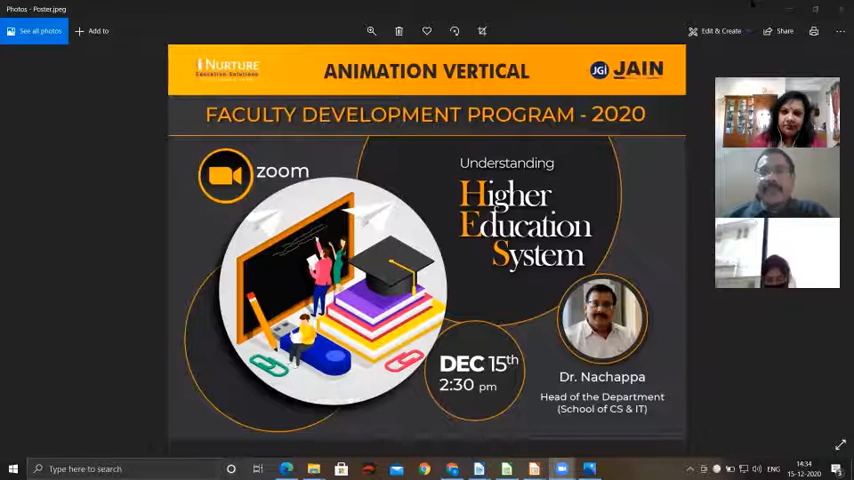 Photos - Poster.jpeg
See all photos
Add to
Edit & Create
Share
iNURTURE
Education Solutions
ANIMATION VERTICAL
JGi JAIN
FACULTY DEVELOPMENT PROGRAM - 2020
zoom
Understanding
Higher
Education
System
DEC 15th
2:30 pm
Dr. Nachappa
Head of the Department
(School of CS & IT)
Type here to search
ENG
14:34
15-12-2020